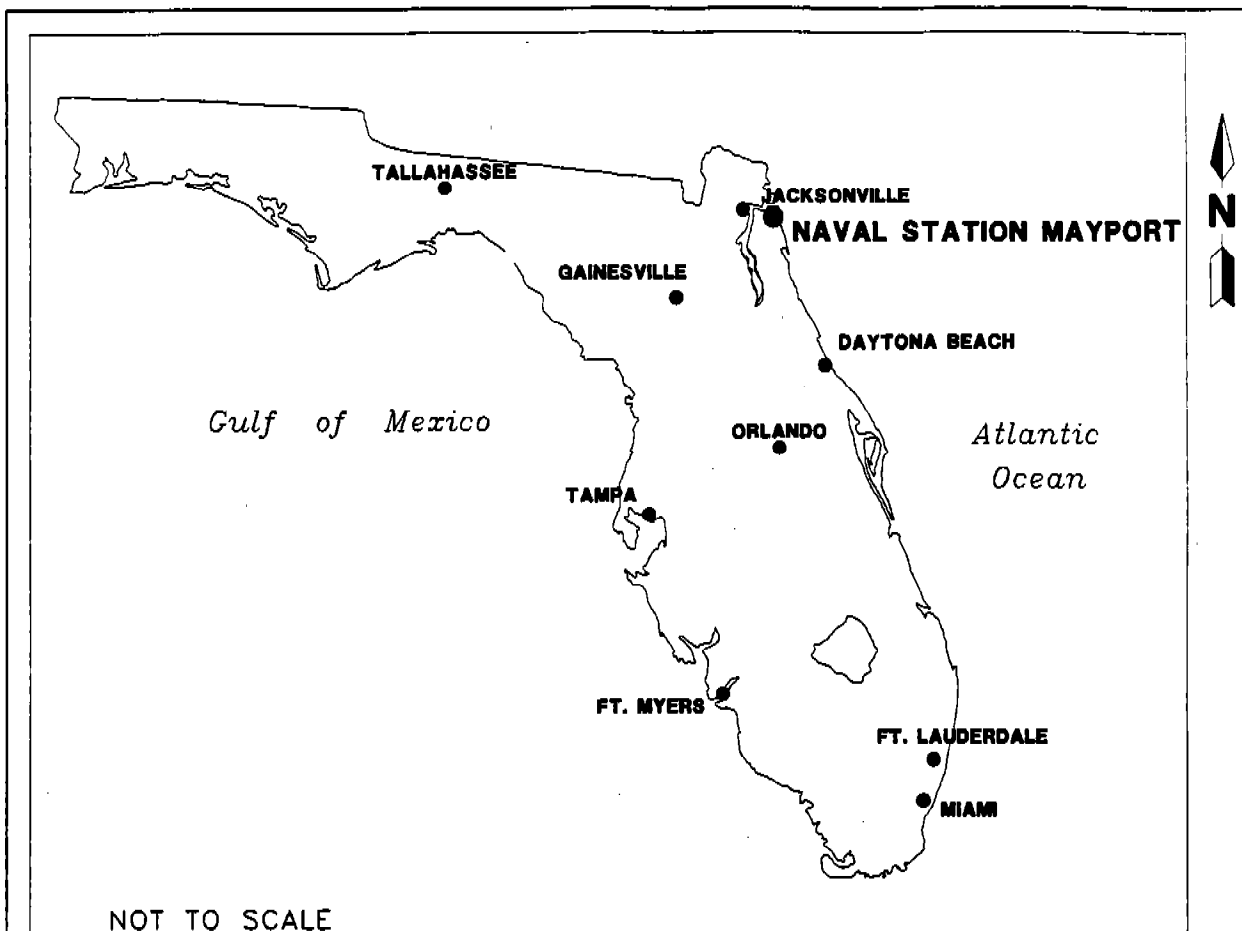 TALLAHASSEE
JACKSONVILLE
N
NAVAL STATION MAYPORT
GAINESVILLE
DAYTONA BEACH
Gulf of Mexico
ORLANDO
Atlantic
Ocean
TAMPA
FT. MYERS
FT. LAUDERDALE
MIAMI
NOT TO SCALE